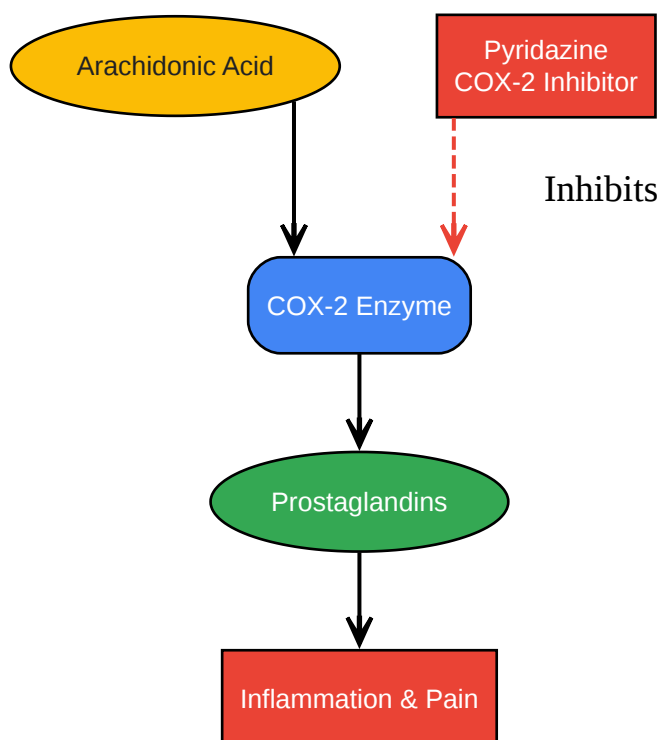 Arachidonic Acid
Pyridazine
COX-2 Inhibitor
Inhibits
COX-2 Enzyme
Prostaglandins
Inflammation & Pain